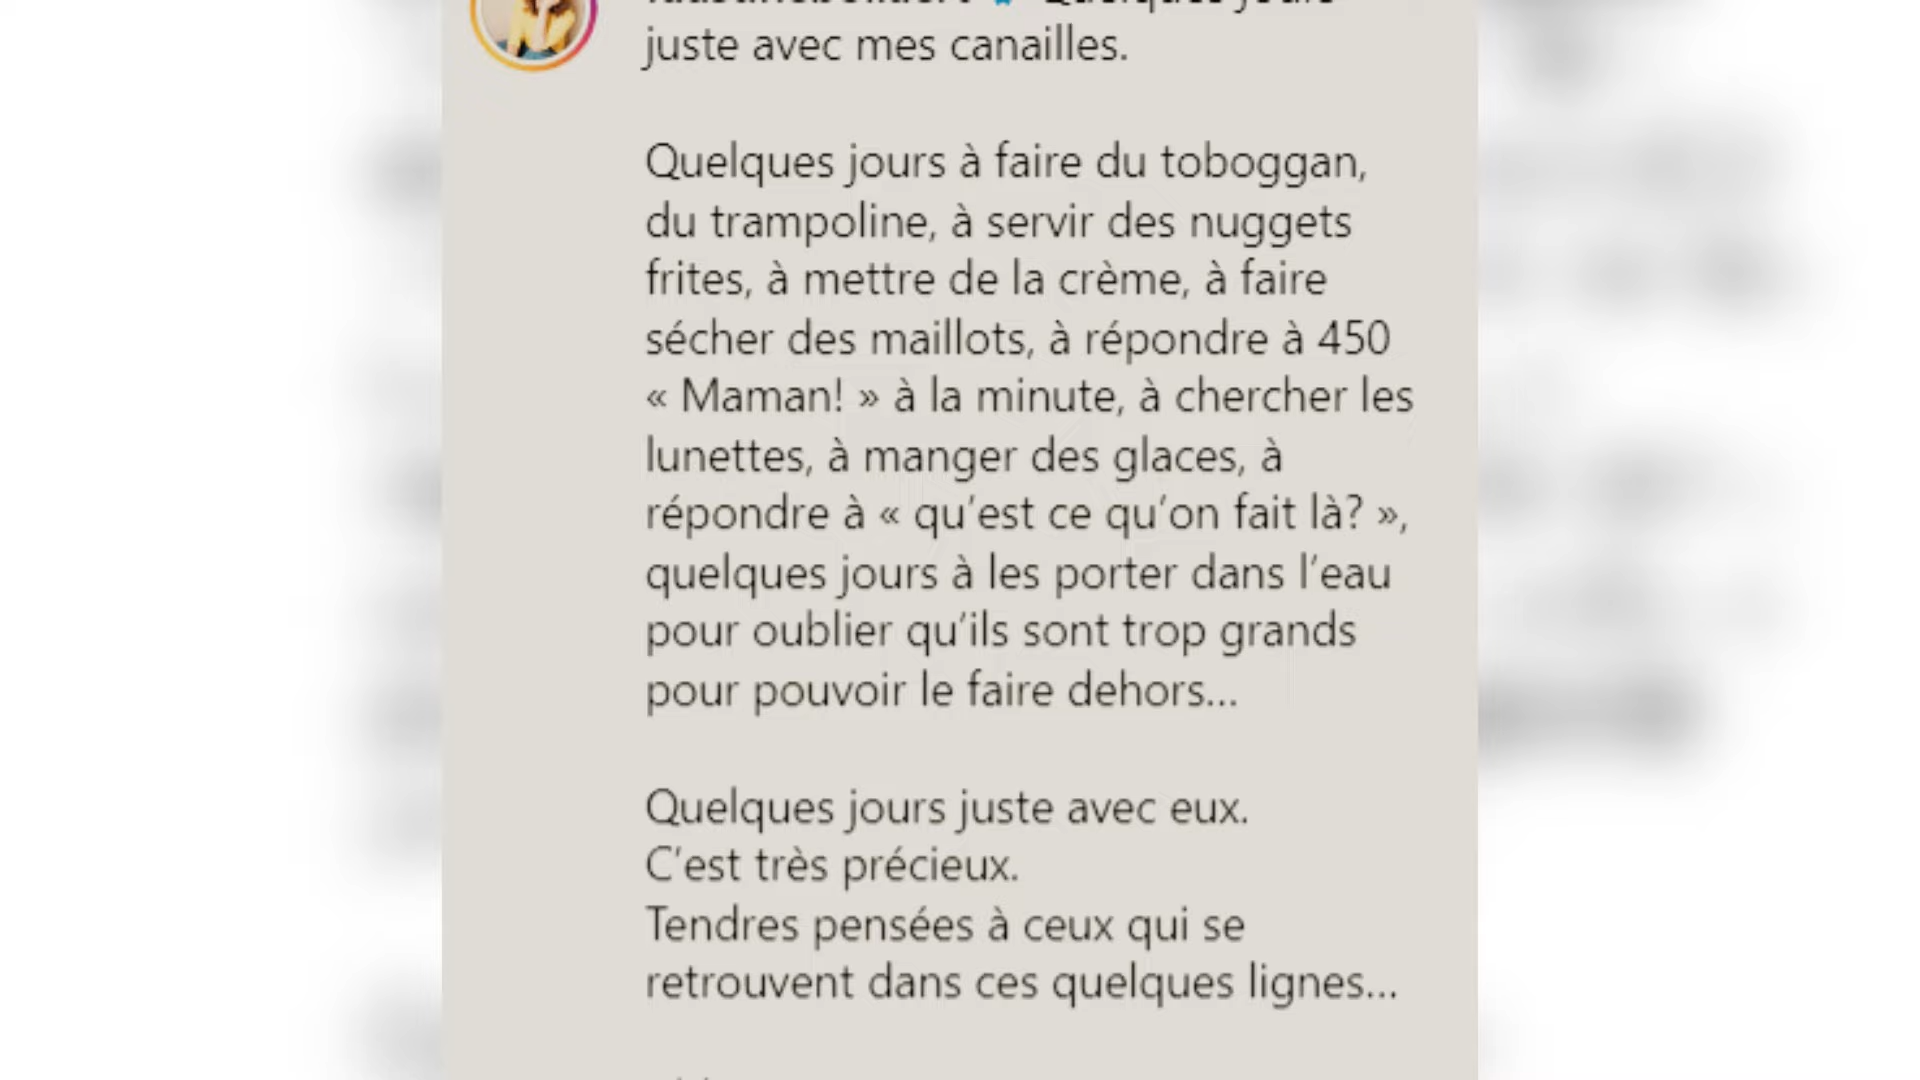 Quelques jours
juste avec mes canailles.
Quelques jours à faire du toboggan,
du trampoline, à servir des nuggets
frites, à mettre de la crème, à faire
sécher des maillots, à répondre à 450
« Maman! » à la minute, à chercher les
lunettes, à manger des glaces, à
répondre à « qu’est ce qu’on fait là? »,
quelques jours à les porter dans l’eau
pour oublier qu’ils sont trop grands
pour pouvoir le faire dehors...
Quelques jours juste avec eux.
C’est très précieux.
Tendres pensées à ceux qui se
retrouvent dans ces quelques lignes...